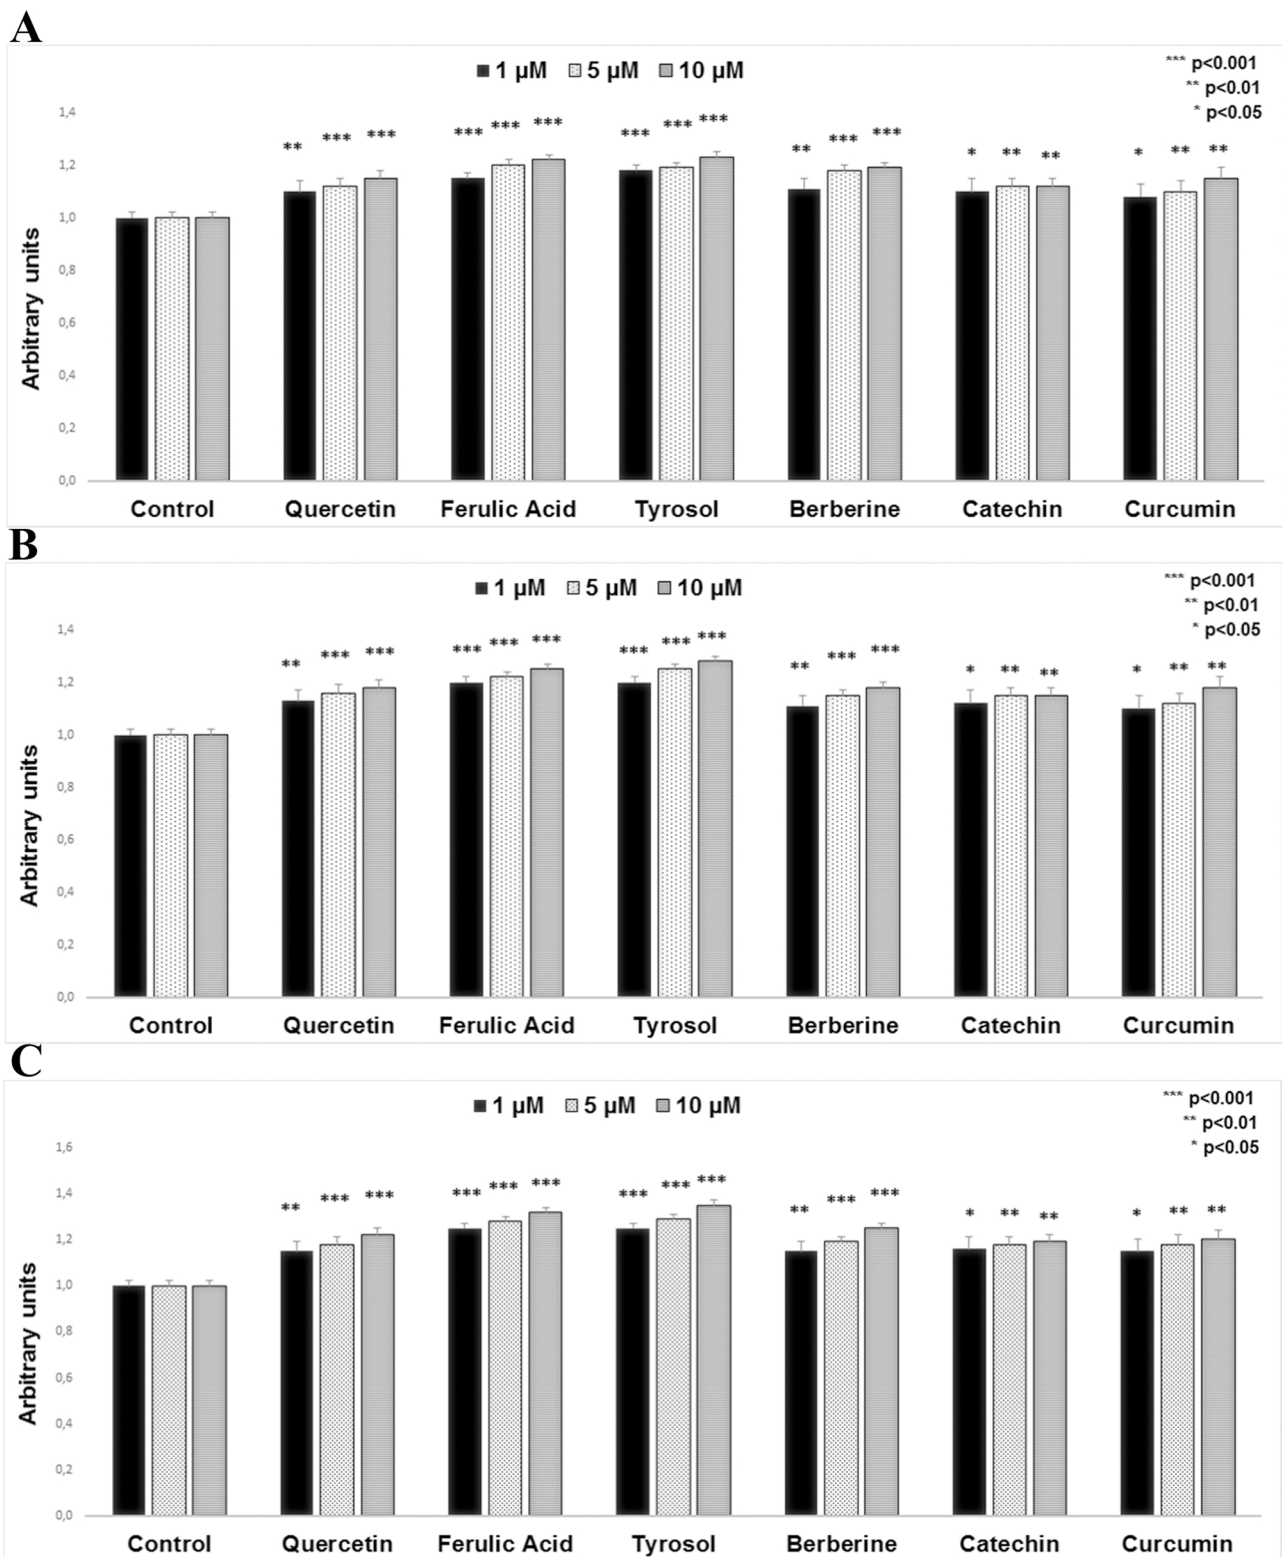 A
1 µM 5 µM 10 µM
*** p<0.001
** p<0.01
* p<0.05
1,4
1,2
1,0
0,8
0,6
0,4
0,2
0,0
Arbitrary units
** *** *** *** *** *** *** *** *** ** *** *** * ** ** * ** **
Control Quercetin Ferulic Acid Tyrosol Berberine Catechin Curcumin
B
1 µM 5 µM 10 µM
*** p<0.001
** p<0.01
* p<0.05
1,4
1,2
1,0
0,8
0,6
0,4
0,2
0,0
Arbitrary units
** *** *** *** *** *** *** *** *** ** *** *** * ** ** * ** **
Control Quercetin Ferulic Acid Tyrosol Berberine Catechin Curcumin
C
1 µM 5 µM 10 µM
*** p<0.001
** p<0.01
* p<0.05
1,6
1,4
1,2
1,0
0,8
0,6
0,4
0,2
0,0
Arbitrary units
** *** *** *** *** *** *** *** *** ** *** *** * ** ** * ** **
Control Quercetin Ferulic Acid Tyrosol Berberine Catechin Curcumin